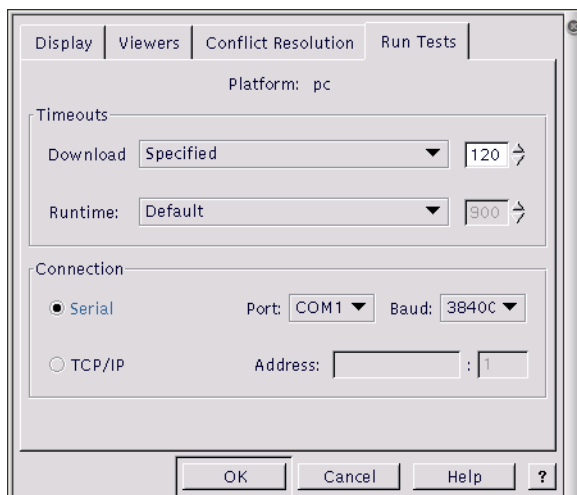 Display Viewers Conflict Resolution Run Tests
Platform: pc
Timeouts
Download Specified 120
Runtime: Default 900
Connection
Serial Port: COM1 Baud: 3840C
TCP/IP Address: : 1
OK Cancel Help ?